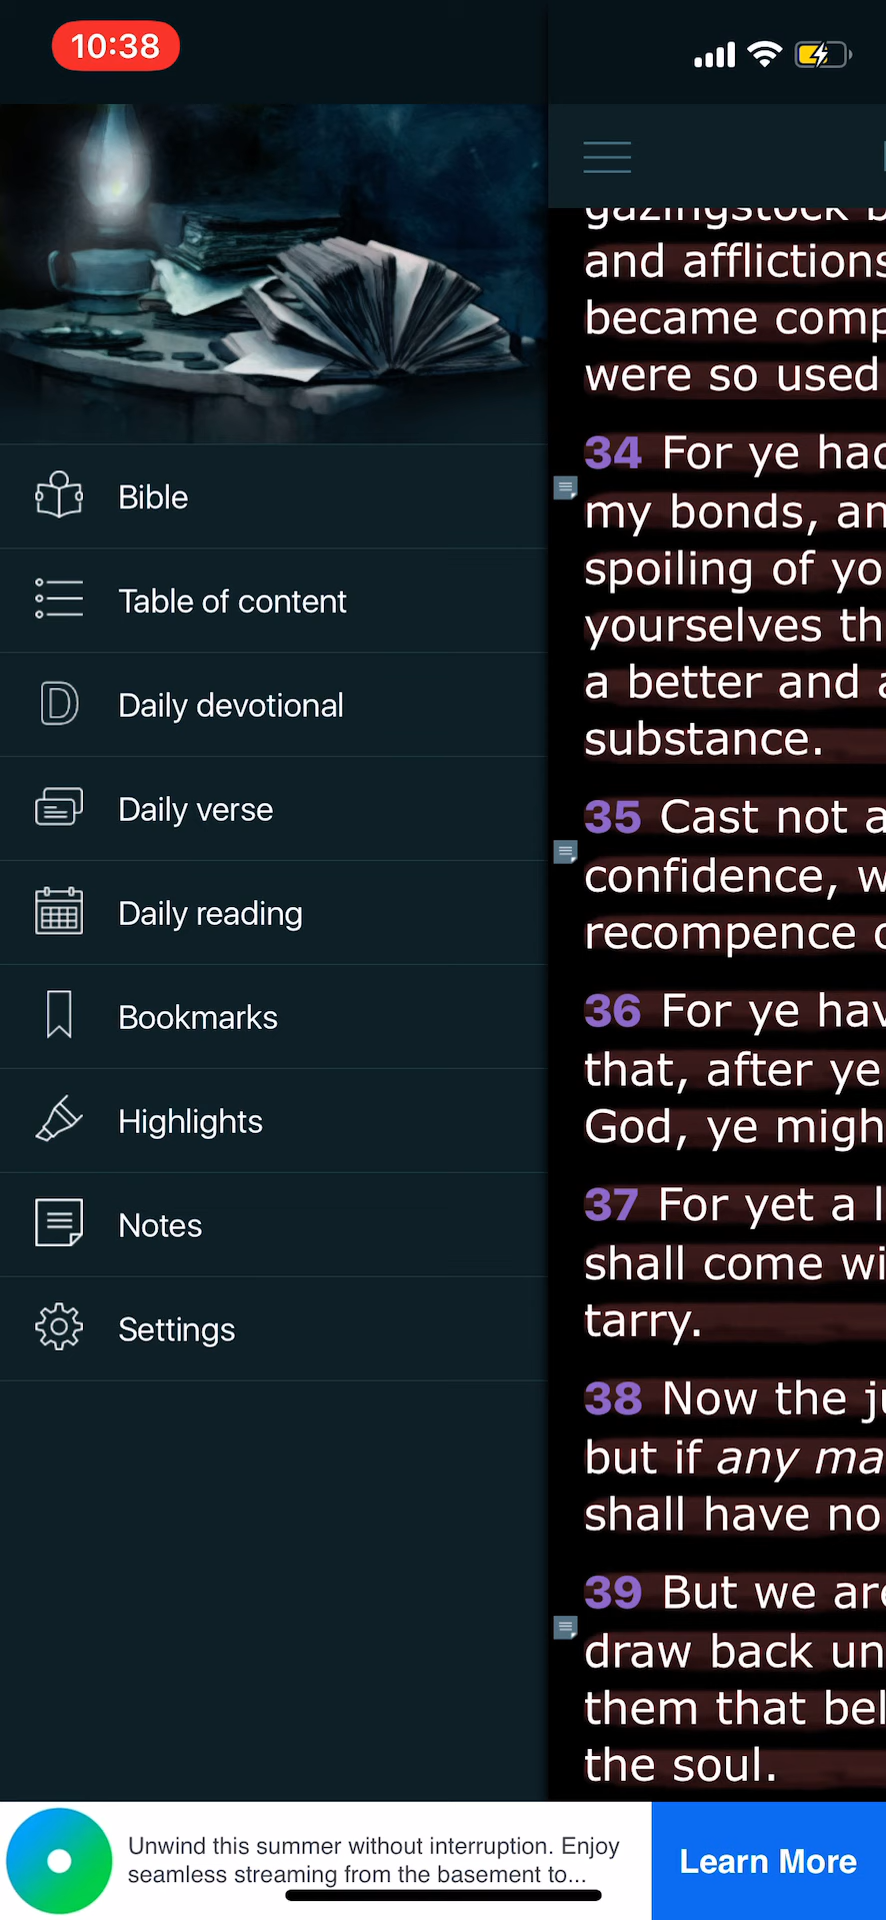 10:38
Bible
Table of content
Daily devotional
Daily verse
Daily reading
Bookmarks
Highlights
Notes
Settings
gazingstock
and afflictions
became comp
were so used
34 For ye had
my bonds, an
spoiling of yo
yourselves th
a better and a
substance.
35 Cast not a
confidence, w
recompence o
36 For ye hav
that, after ye
God, ye migh
37 For yet a l
shall come wi
tarry.
38 Now the ju
but if any ma
shall have no
39 But we are
draw back un
them that bel
the soul.
Unwind this summer without interruption. Enjoy
seamless streaming from the basement to...
Learn More